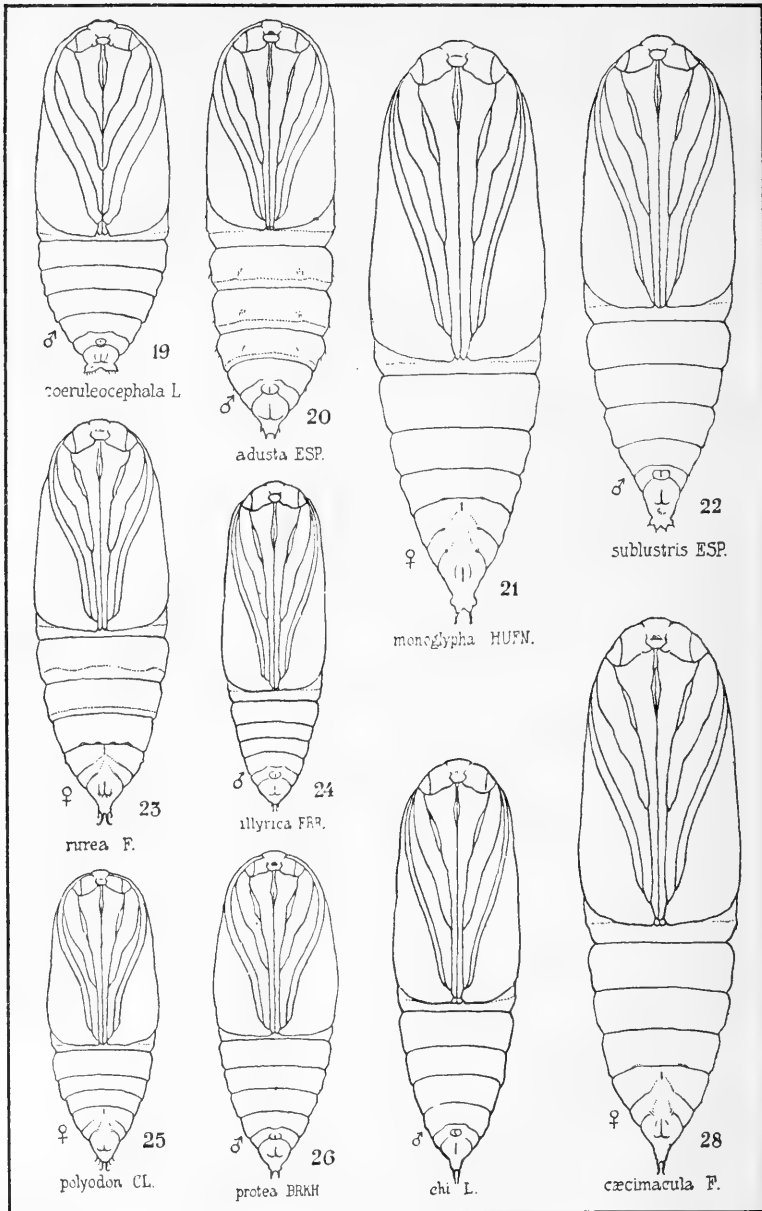 ♂ 19
coeruleocephala L
♂ 20
adusta ESP.
♀ 21
monoglypha HUFN.
♂ 22
sublustris ESP.
♀ 23
rurea F.
♂ 24
illyrica FRR.
♀ 25
polyodon CL.
♂ 26
protea BRKH
♂
chi L.
♀ 28
cæcimacula F.